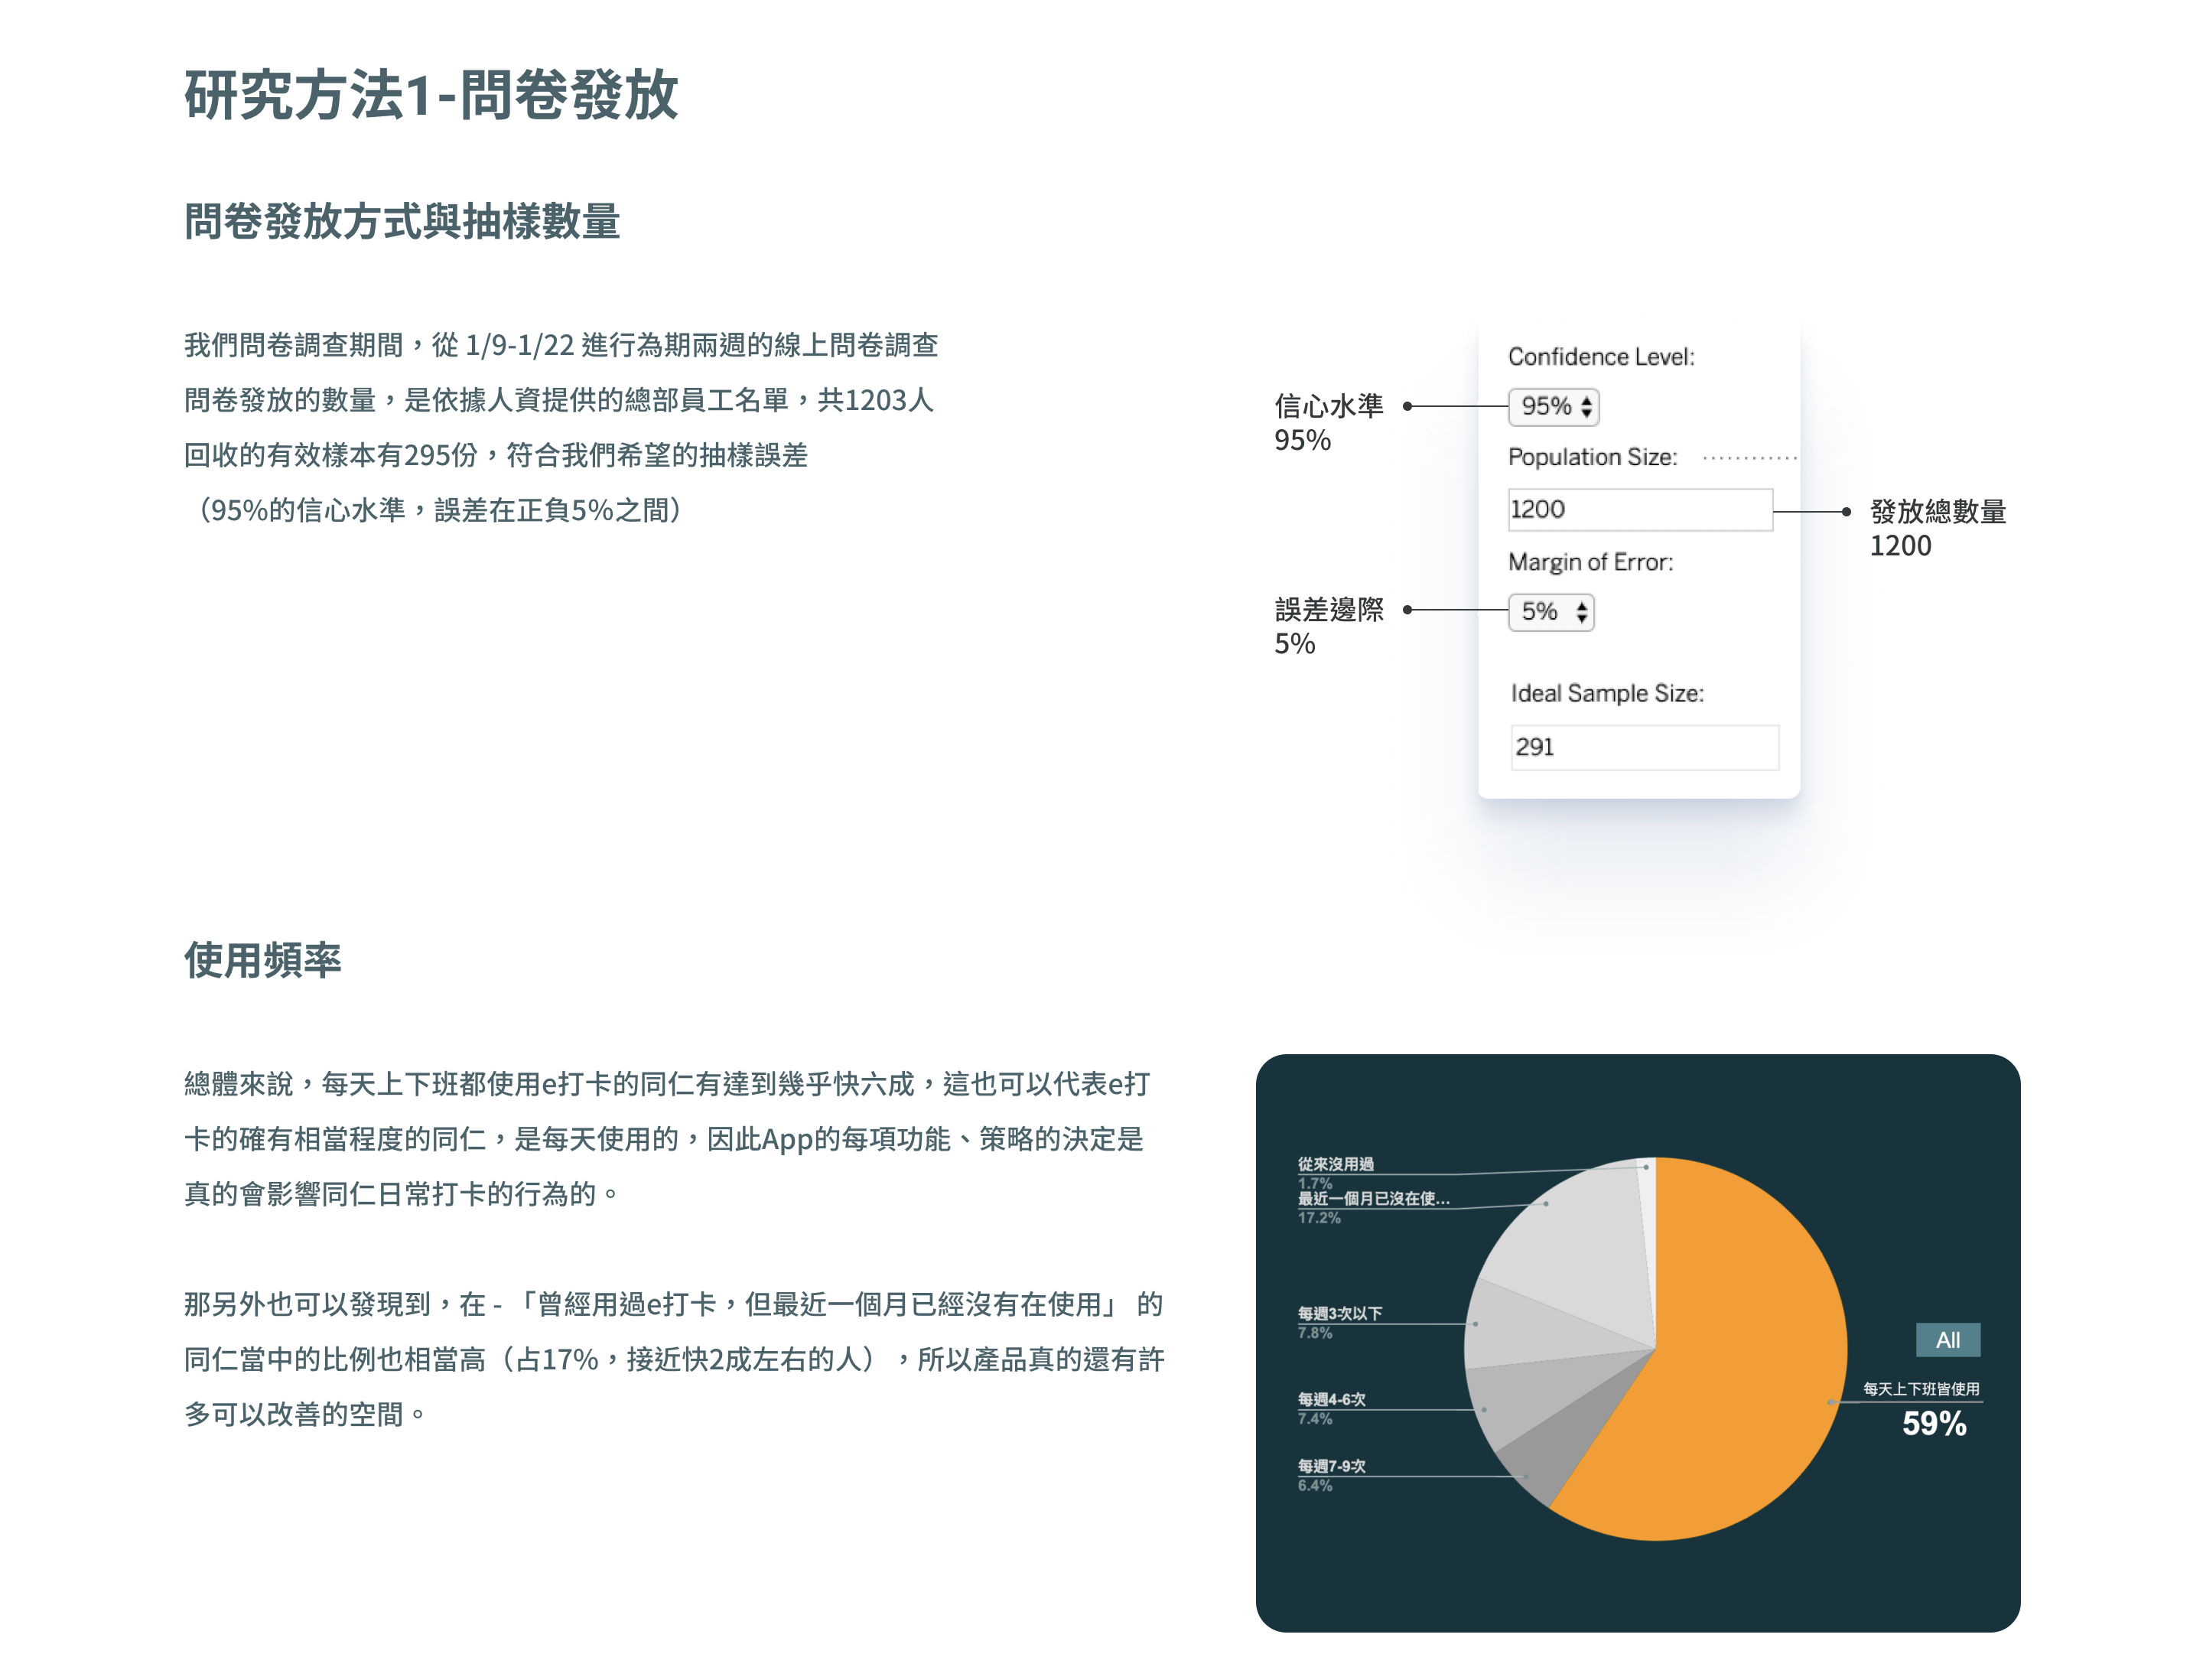 研究方法1-問卷發放
問卷發放方式與抽樣數量
我們問卷調查期間，從 1/9-1/22 進行為期兩週的線上問卷調查
問卷發放的數量，是依據人資提供的總部員工名單，共1203人
回收的有效樣本有295份，符合我們希望的抽樣誤差
（95%的信心水準，誤差在正負5%之間）
Confidence Level:
信心水準
95%
95%
Population Size:
1200
發放總數量
1200
Margin of Error:
誤差邊際
5%
5%
Ideal Sample Size:
291
使用頻率
總體來說，每天上下班都使用e打卡的同仁有達到幾乎快六成，這也可以代表e打
卡的確有相當程度的同仁，是每天使用的，因此App的每項功能、策略的決定是
真的會影響同仁日常打卡的行為的。
那另外也可以發現到，在 - 「曾經用過e打卡，但最近一個月已經沒有在使用」 的
同仁當中的比例也相當高（占17%，接近快2成左右的人），所以產品真的還有許
多可以改善的空間。
從來沒用過
1.7%
最近一個月已沒在使...
17.2%
每週3次以下
7.8%
每週4-6次
7.4%
每週7-9次
6.4%
All
每天上下班皆使用
59%